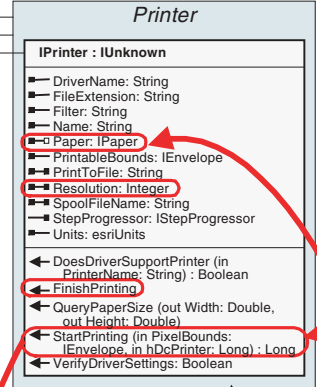 Printer
IPrinter : IUnknown
DriverName: String
FileExtension: String
Filter: String
Name: String
Paper: IPaper
PrintableBounds: IEnvelope
PrintToFile: String
Resolution: Integer
SpoolFileName: String
StepProgressor: IStepProgressor
Units: esriUnits
DoesDriverSupportPrinter (in
PrinterName: String) : Boolean
FinishPrinting
QueryPaperSize (out Width: Double,
out Height: Double)
StartPrinting (in PixelBounds:
IEnvelope, in hDcPrinter: Long) : Long
VerifyDriverSettings: Boolean